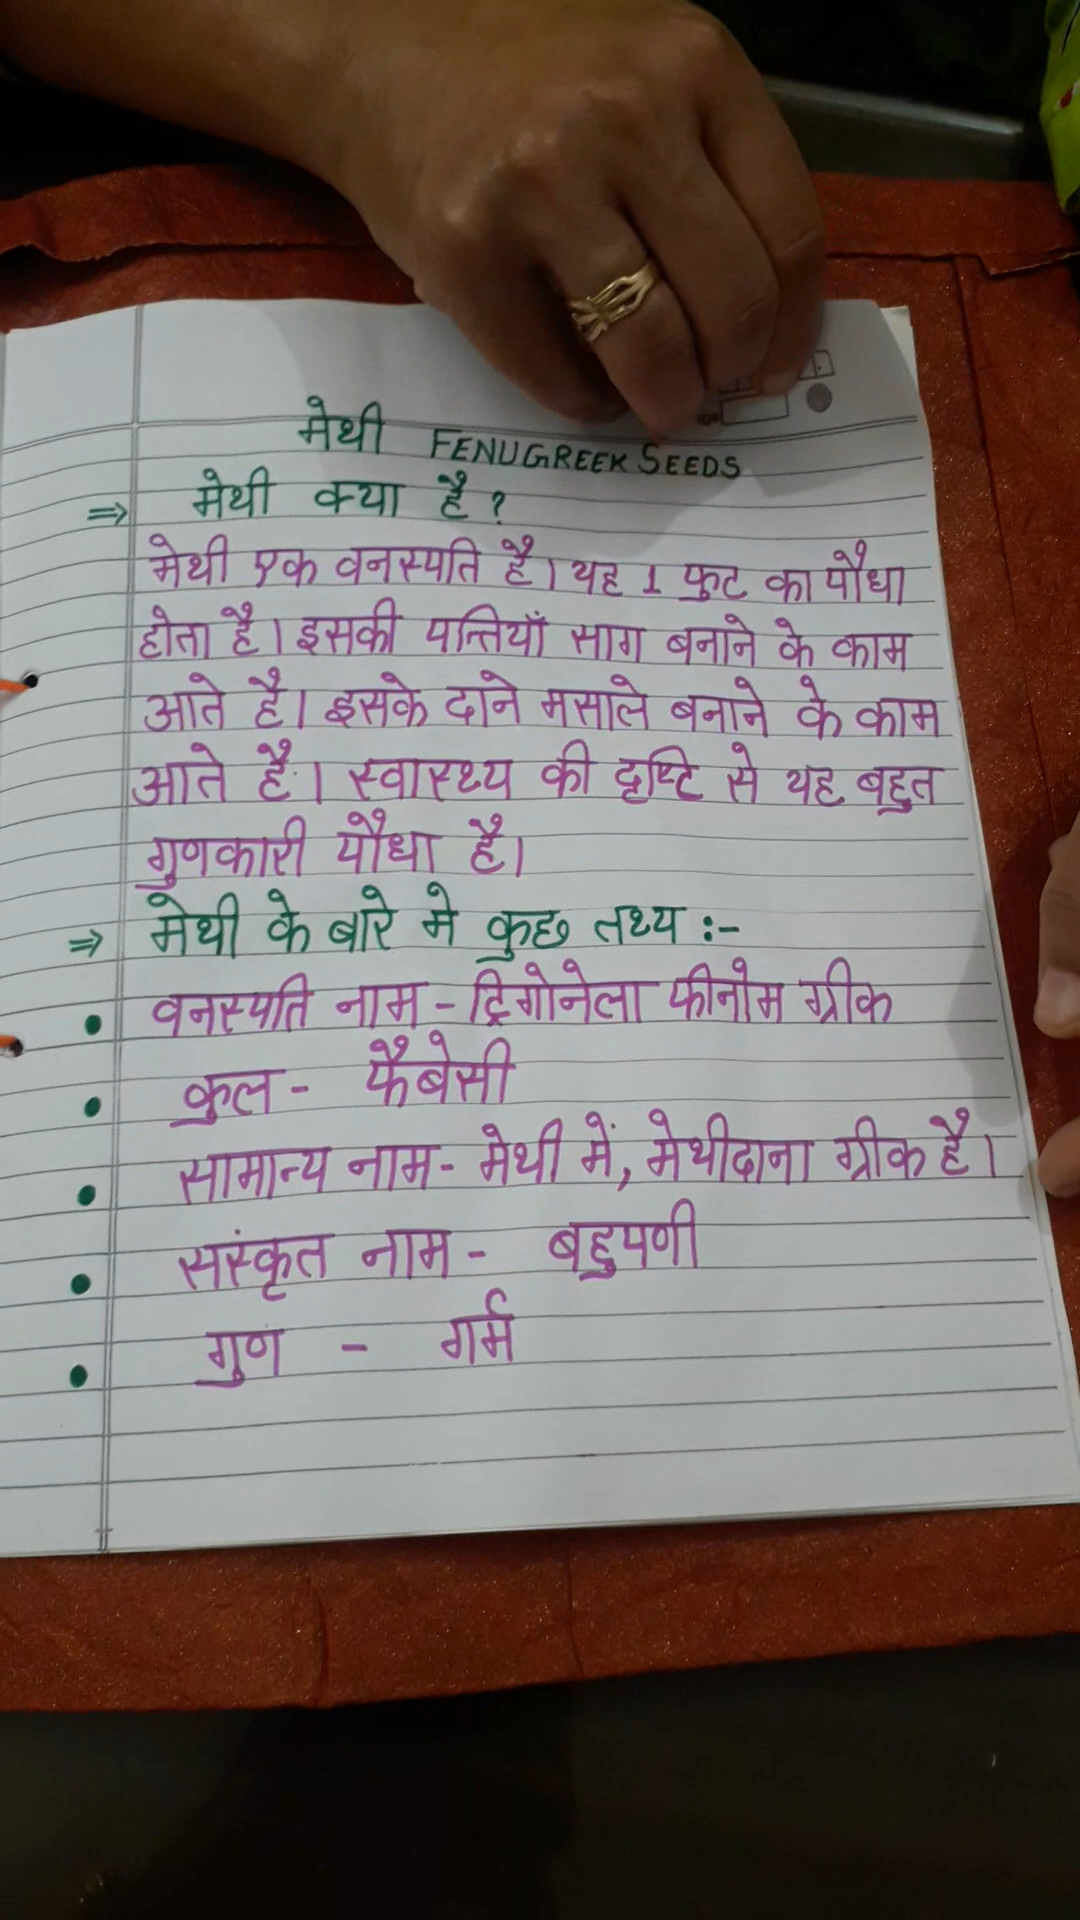 मेथी FENUGREEK SEEDS
⇒ मेथी क्या है?
मेथी एक वनस्पति है। यह 1 फुट का पौधा
होता है। इसकी पत्तियाँ साग बनाने के काम
आते है। इसके दाने मसाले बनाने के काम
आते हैं। स्वास्थ्य की दृष्टि से यह बहुत
गुणकारी पौधा है।
⇒ मेथी के बारे मे कुछ तथ्य :-
• वनस्पति नाम - ट्रिगोनेला फीनोम ग्रीक
• कुल - फैबेसी
• सामान्य नाम - मेथी में, मेथीदाना ग्रीक है।
• संस्कृत नाम - बहुपणी
• गुण - गर्म